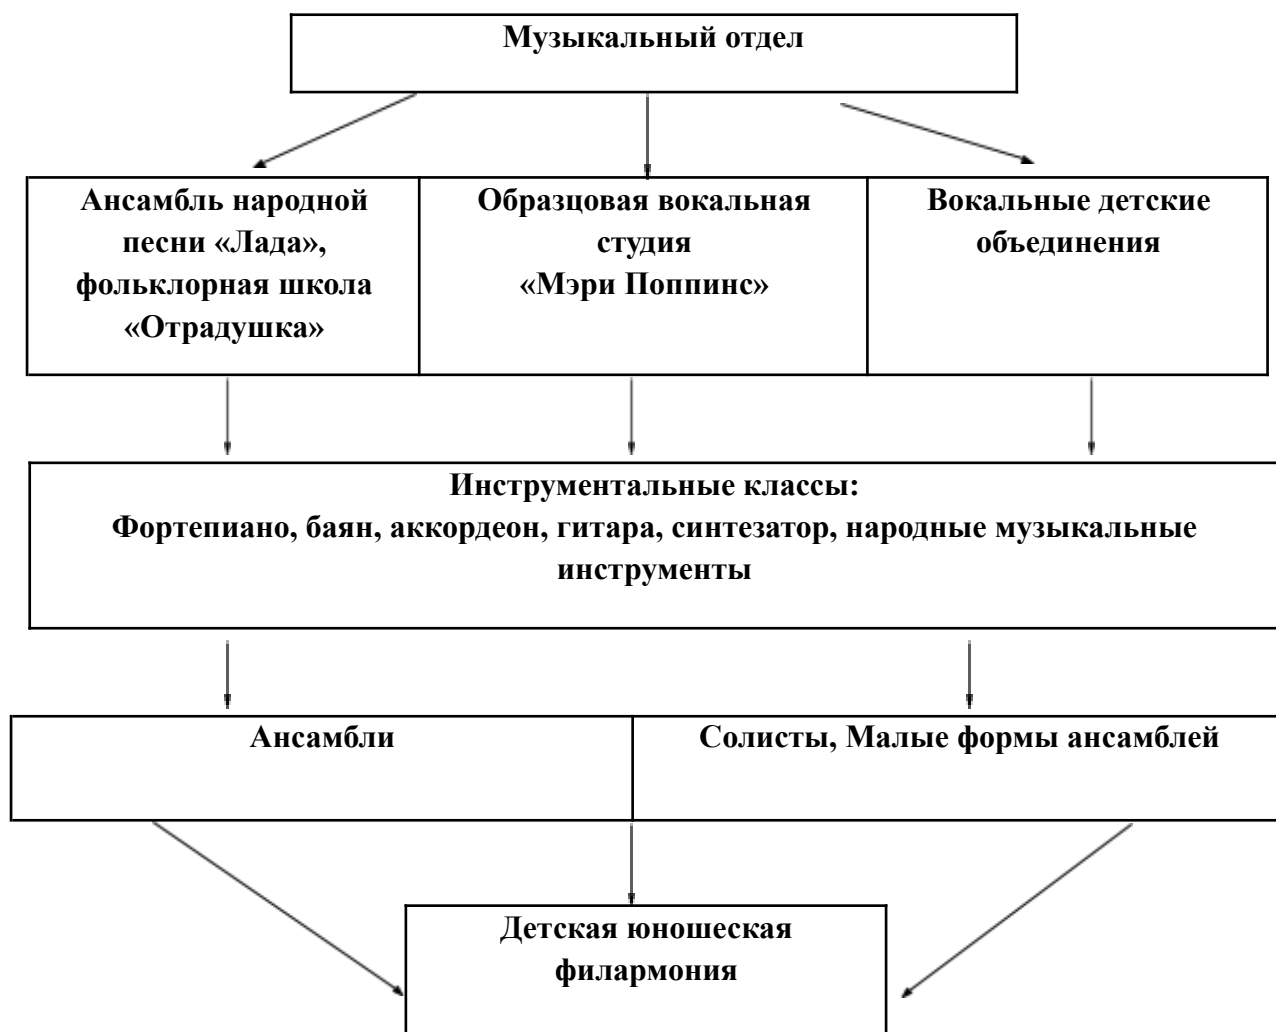 Музыкальный отдел
Ансамбль народной
песни «Лада»,
фольклорная школа
«Отрадушка»
Образцовая вокальная
студия
«Мэри Поппинс»
Вокальные детские
объединения
Инструментальные классы:
Фортепиано, баян, аккордеон, гитара, синтезатор, народные музыкальные
инструменты
Ансамбли
Солисты, Малые формы ансамблей
Детская юношеская
филармония